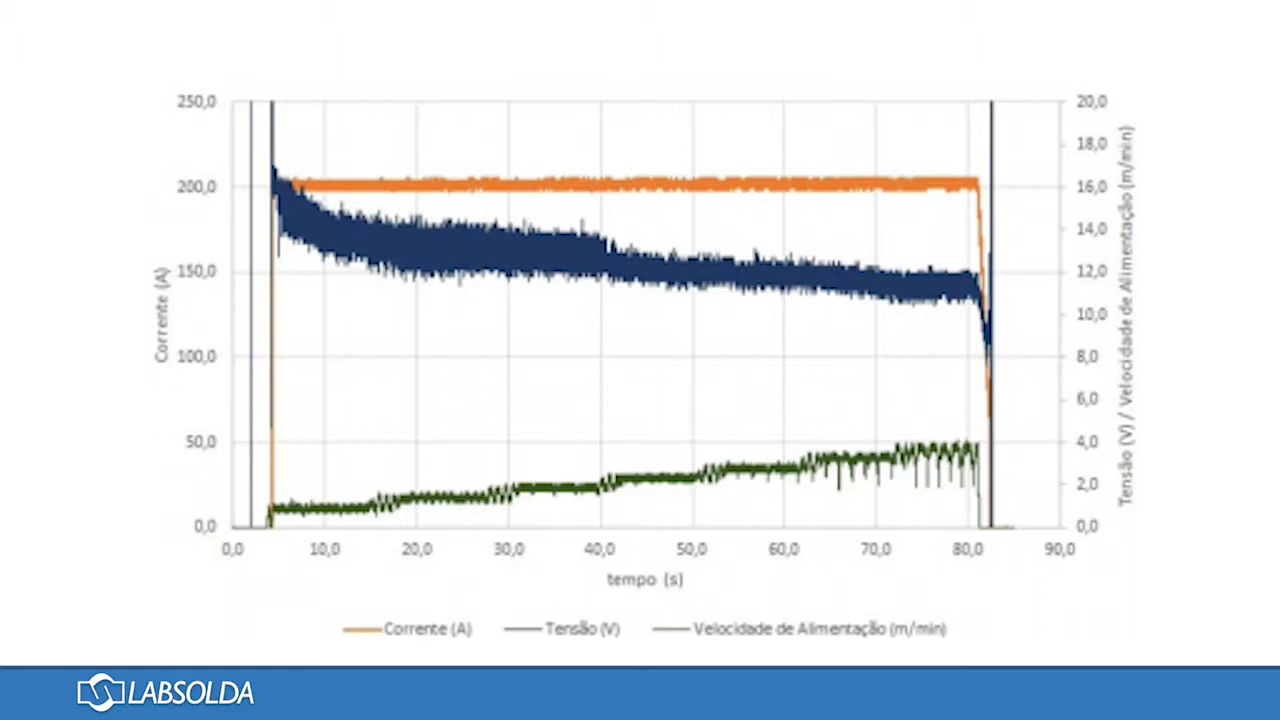 250,0
200,0
150,0
100,0
50,0
0,0
Corrente (A)
20,0
18,0
16,0
14,0
12,0
10,0
8,0
6,0
4,0
2,0
0,0
Tensão (V) / Velocidade de Alimentação (m/min)
0,0 10,0 20,0 30,0 40,0 50,0 60,0 70,0 80,0 90,0
tempo (s)
Corrente (A) Tensão (V) Velocidade de Alimentação (m/min)
LABSOLDA